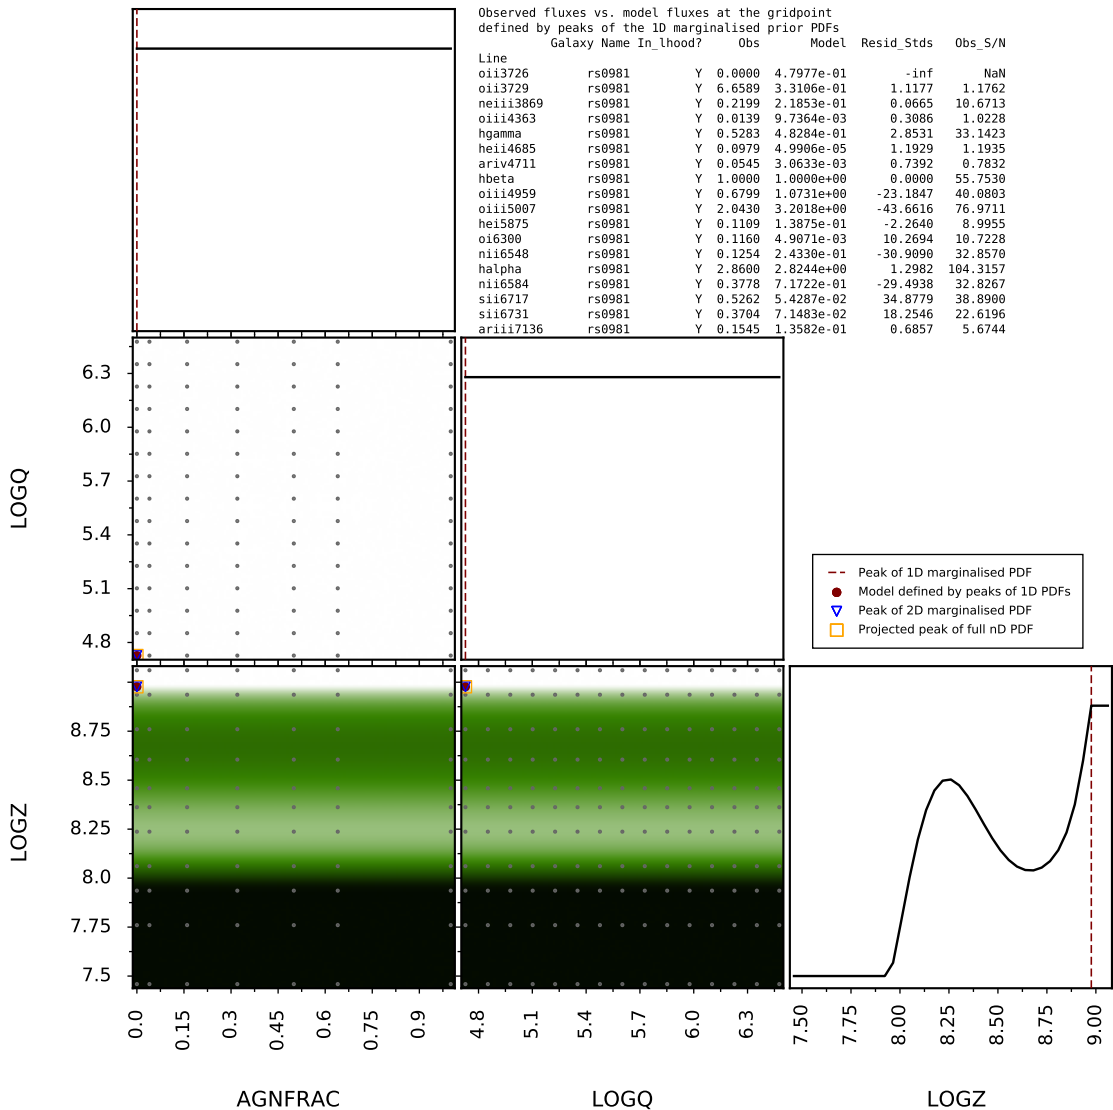 Observed fluxes vs. model fluxes at the gridpoint
defined by peaks of the 1D marginalised prior PDFs
Galaxy Name In_lhood? Obs Model Resid_Stds Obs_S/N
Line
oii3726 rs0981 Y 0.0000 4.7977e-01 -inf NaN
oii3729 rs0981 Y 6.6589 3.3106e-01 1.1177 1.1762
neiii3869 rs0981 Y 0.2199 2.1853e-01 0.0665 10.6713
oiii4363 rs0981 Y 0.0139 9.7364e-03 0.3086 1.0228
hgamma rs0981 Y 0.5283 4.8284e-01 2.8531 33.1423
heii4685 rs0981 Y 0.0979 4.9906e-05 1.1929 1.1935
ariv4711 rs0981 Y 0.0545 3.0633e-03 0.7392 0.7832
hbeta rs0981 Y 1.0000 1.0000e+00 0.0000 55.7530
oiii4959 rs0981 Y 0.6799 1.0731e+00 -23.1847 40.0803
oiii5007 rs0981 Y 2.0430 3.2018e+00 -43.6616 76.9711
hei5875 rs0981 Y 0.1109 1.3875e-01 -2.2640 8.9955
oi6300 rs0981 Y 0.1160 4.9071e-03 10.2694 10.7228
nii6548 rs0981 Y 0.1254 2.4330e-01 -30.9090 32.8570
halpha rs0981 Y 2.8600 2.8244e+00 1.2982 104.3157
nii6584 rs0981 Y 0.3778 7.1722e-01 -29.4938 32.8267
sii6717 rs0981 Y 0.5262 5.4287e-02 34.8779 38.8900
sii6731 rs0981 Y 0.3704 7.1483e-02 18.2546 22.6196
ariii7136 rs0981 Y 0.1545 1.3582e-01 0.6857 5.6744
6.3
6.0
5.7
5.4
5.1
4.8
LOGQ
Peak of 1D marginalised PDF
Model defined by peaks of 1D PDFs
Peak of 2D marginalised PDF
Projected peak of full nD PDF
8.75
8.5
8.25
8.0
7.75
7.5
LOGZ
0.0 0.15 0.3 0.45 0.6 0.75 0.9
4.8 5.1 5.4 5.7 6.0 6.3
7.50 7.75 8.00 8.25 8.50 8.75 9.00
AGNFRAC LOGQ LOGZ